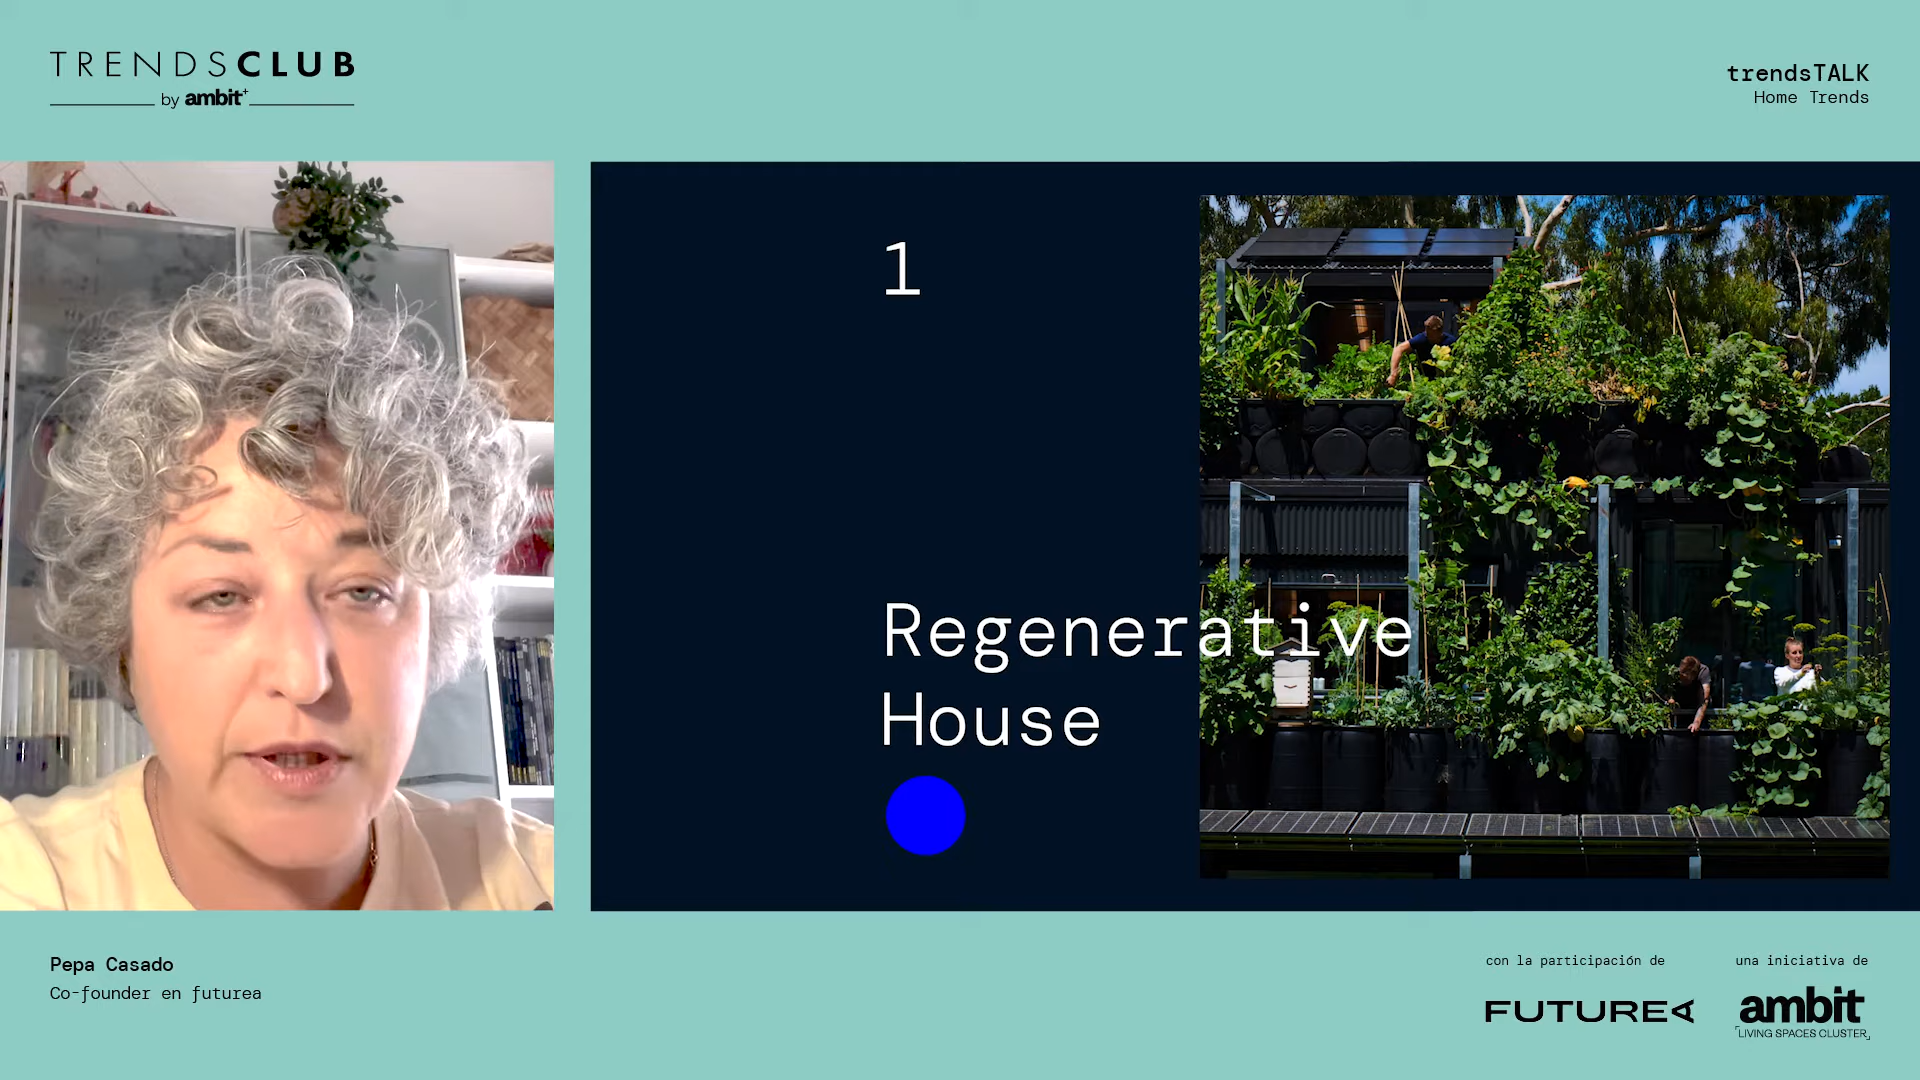 TRENDSCLUB
by ambit+
trendsTALK
Home Trends
1
Regenerative
House
Pepa Casado
Co-founder en futurea
con la participación de
FUTUREA
una iniciativa de
ambit
LIVING SPACES CLUSTER